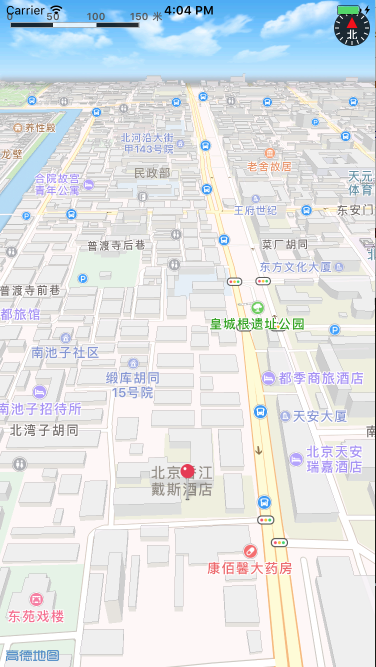 Carrier 4:04 PM
0 50 100 150 米
北
养性殿
龙壁
北河沿大街
甲143号院
合院故宫
青年公寓
民政部
老舍故居
天元
体育
王府世纪
东安门
普渡寺后巷
菜厂胡同
东方文化大厦
普渡寺前巷
都旅馆
皇城根遗址公园
南池子社区
缎库胡同
15号院
都季商旅酒店
南池子招待所
天安大厦
北湾子胡同
北京天安
瑞嘉酒店
北京 江
戴斯酒店
康佰馨大药房
东苑戏楼
高德地图